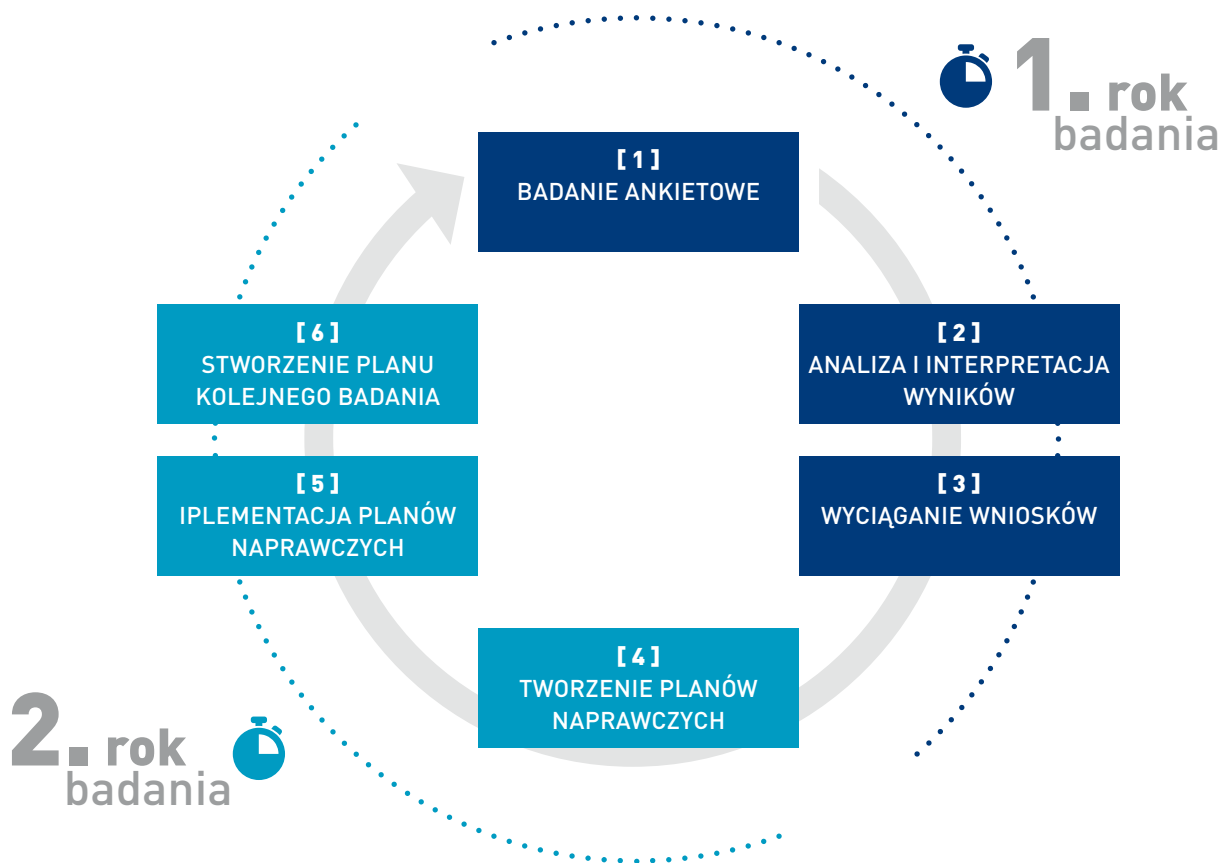 1. rok
badania
[1]
BADANIE ANKIETOWE
[2]
ANALIZA I INTERPRETACJA
WYNIKÓW
[3]
WYCIĄGANIE WNIOSKÓW
[4]
TWORZENIE PLANÓW
NAPRAWCZYCH
[5]
IPLEMENTACJA PLANÓW
NAPRAWCZYCH
[6]
STWORZENIE PLANU
KOLEJNEGO BADANIA
2. rok
badania